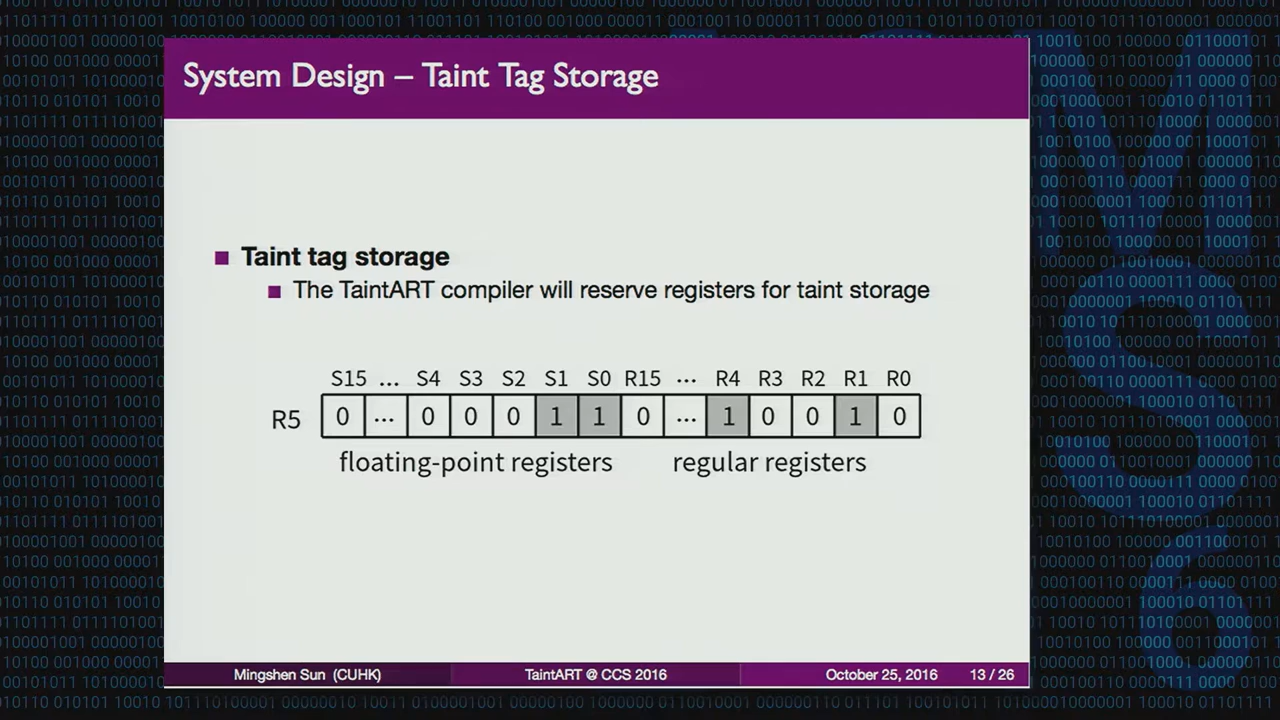 System Design – Taint Tag Storage
Taint tag storage
The TaintART compiler will reserve registers for taint storage
S15 ... S4 S3 S2 S1 S0 R15 ... R4 R3 R2 R1 R0
R5 0 ... 0 0 0 1 1 0 ... 1 0 0 1 0
floating-point registers regular registers
Mingshen Sun (CUHK) TaintART @ CCS 2016 October 25, 2016 13 / 26